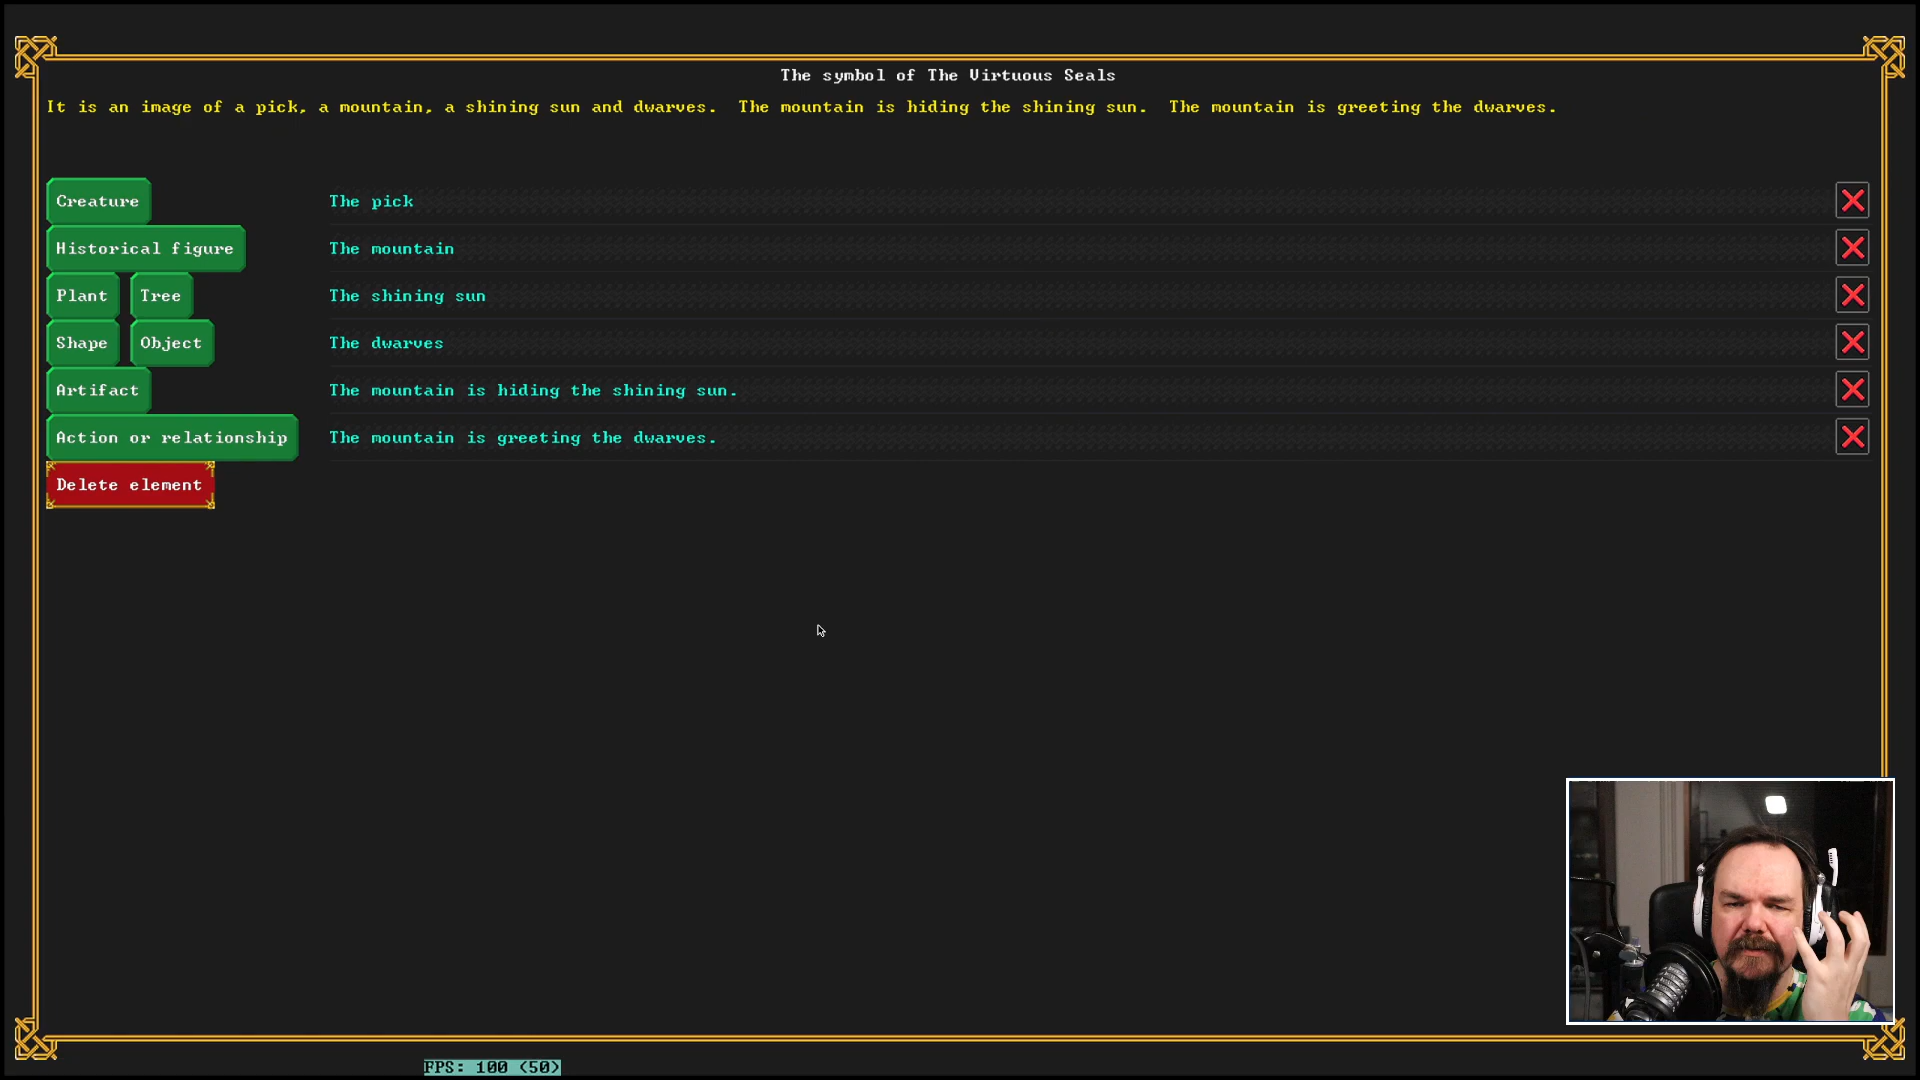 The symbol of The Virtuous Seals
It is an image of a pick, a mountain, a shining sun and dwarves.  The mountain is hiding the shining sun.  The mountain is greeting the dwarves.
Creature
The pick
Historical figure
The mountain
Plant Tree
The shining sun
Shape Object
The dwarves
Artifact
The mountain is hiding the shining sun.
Action or relationship
The mountain is greeting the dwarves.
Delete element
FPS: 100 (50)